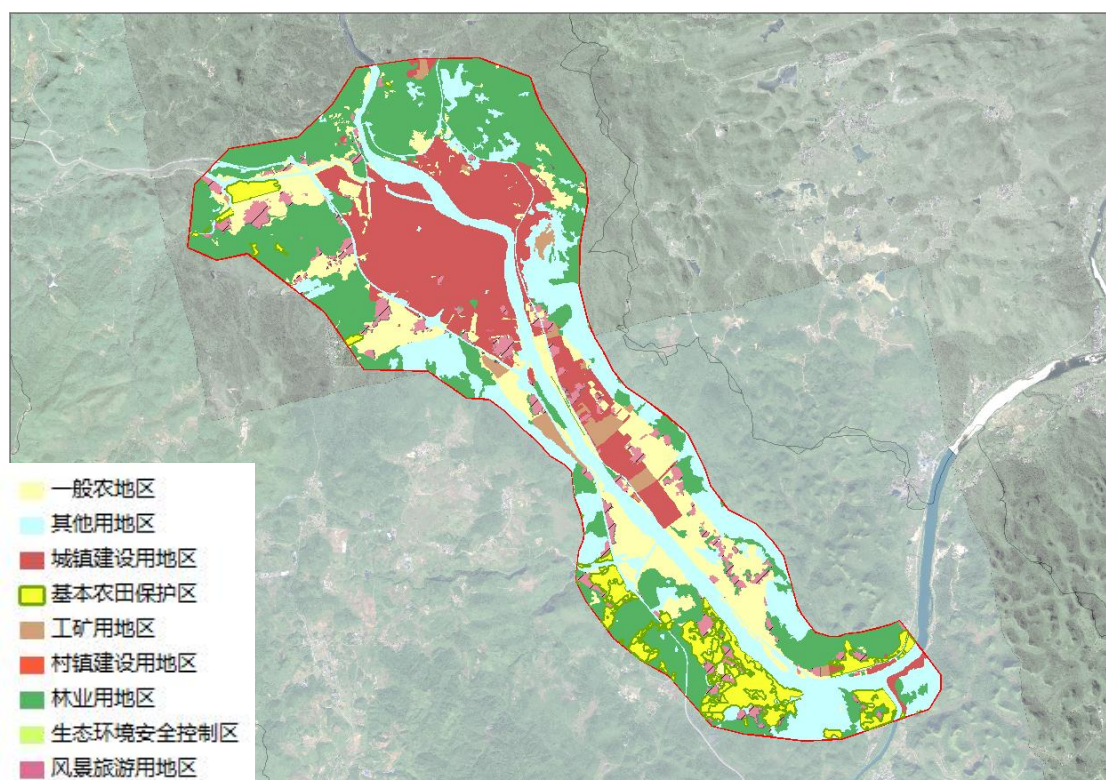 一般农地区
其他用地区
城镇建设用地区
基本农田保护区
工矿用地区
村镇建设用地区
林业用地区
生态环境安全控制区
风景旅游用地区